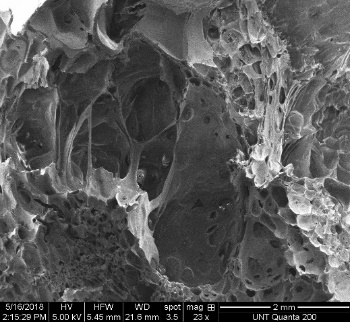 5/16/2018 HV HFW WD spot mag ⊞ 2 mm
2:15:29 PM 5.00 kV 5.45 mm 21.6 mm 3.5 23 x UNT Quanta 200